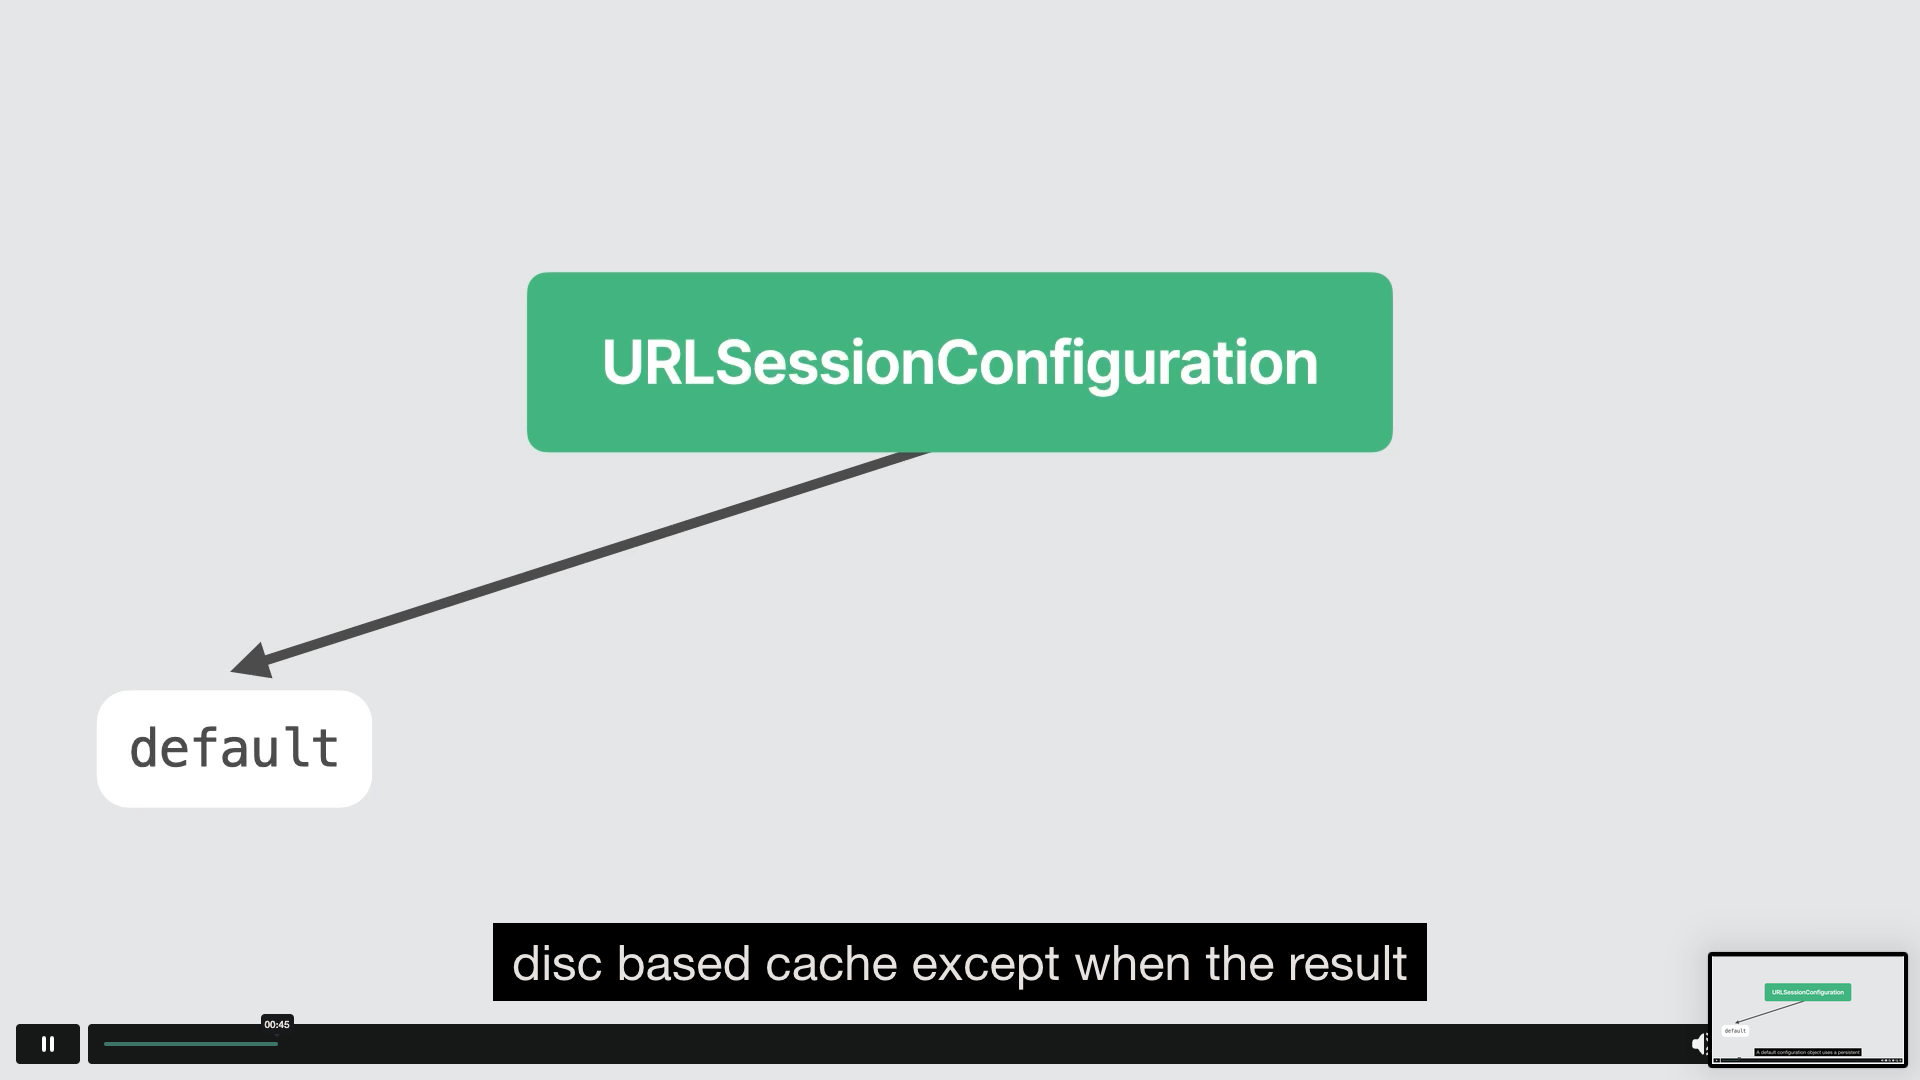 URLSessionConfiguration
default
disc based cache except when the result
00:45
URLSessionConfiguration
default
A default configuration object uses a persistent